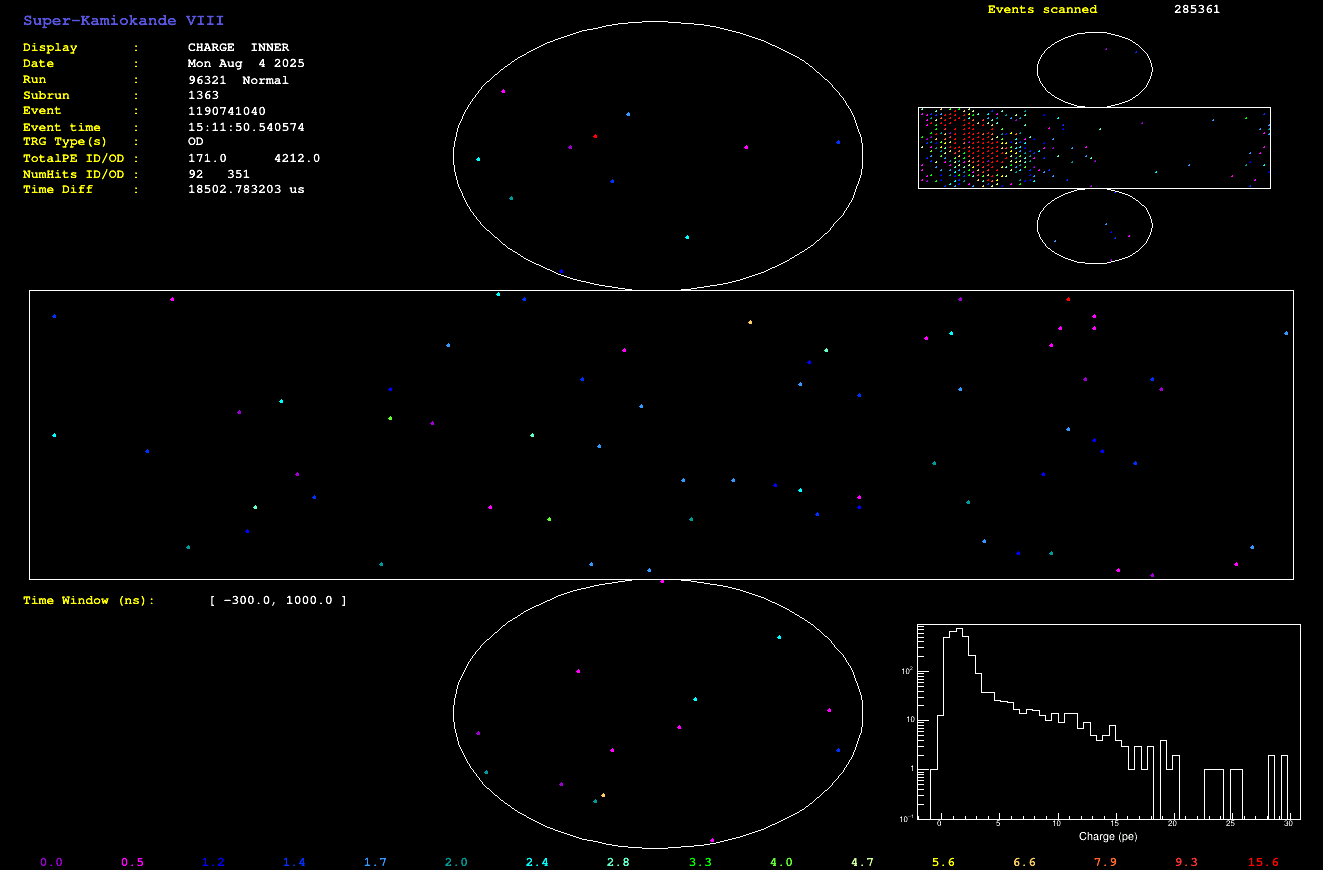 Super-Kamiokande VIII
Events scanned 285361
Display : CHARGE INNER
Date : Mon Aug 4 2025
Run : 96321 Normal
Subrun : 1363
Event : 1190741040
Event time : 15:11:50.540574
TRG Type(s) : OD
TotalPE ID/OD : 171.0 4212.0
NumHits ID/OD : 92 351
Time Diff : 18502.783203 us
Time Window (ns): [ -300.0, 1000.0 ]
10²
10
1
10⁻¹
0 5 10 15 20 25 30
Charge (pe)
0.0 0.5 1.2 1.4 1.7 2.0 2.4 2.8 3.3 4.0 4.7 5.6 6.6 7.9 9.3 15.6